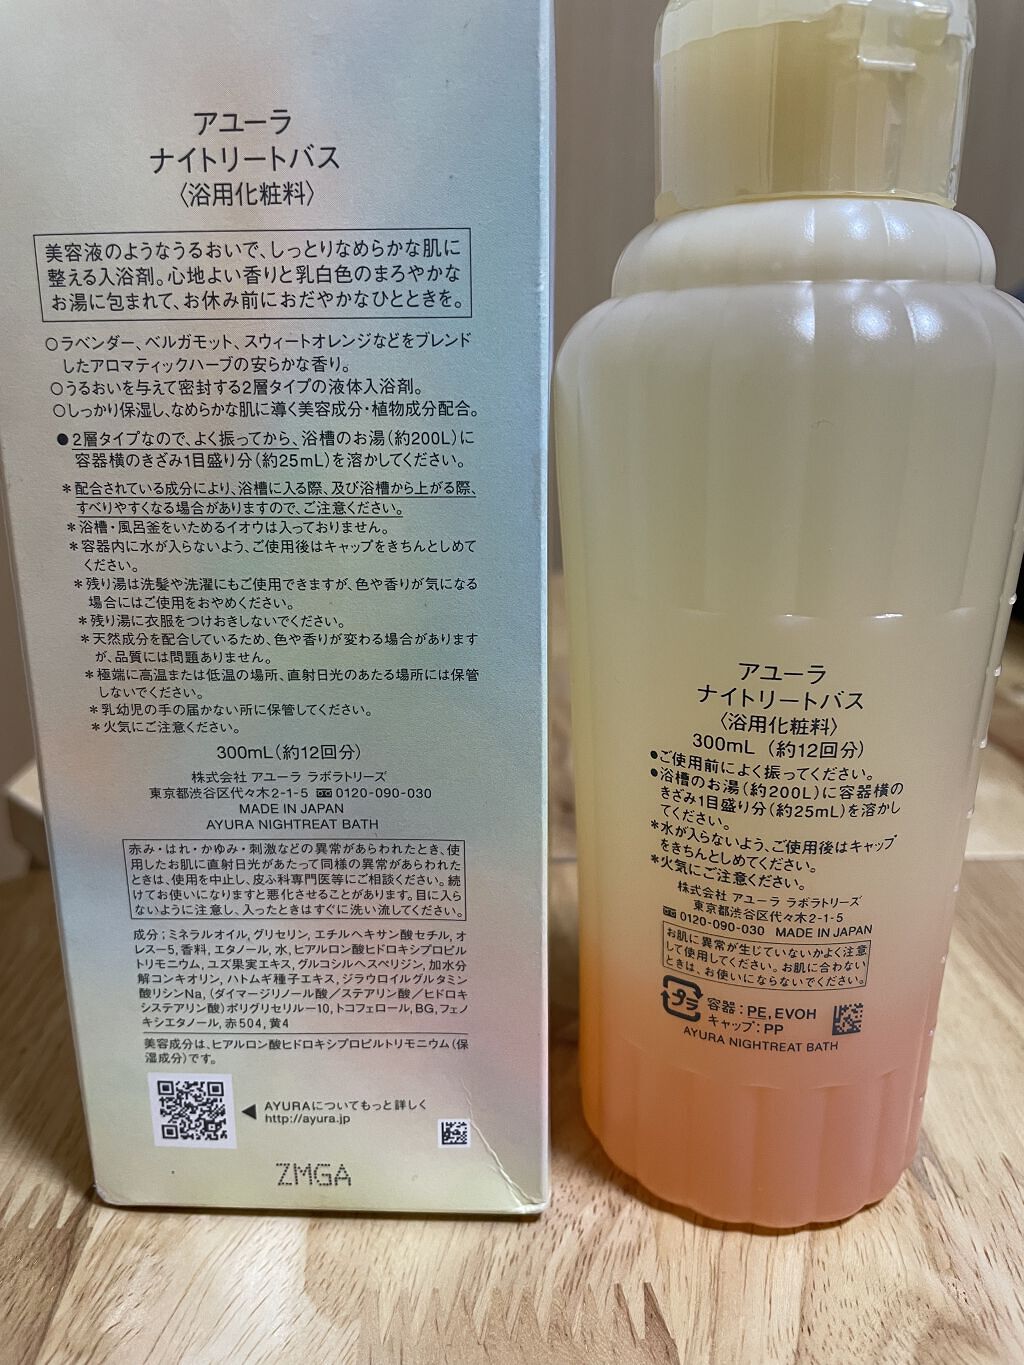 アユーラ
ナイトリートバス
〈浴用化粧料〉
美容液のようなうるおいで、しっとりなめらかな肌に
整える入浴剤。心地よい香りと乳白色のまろやかな
お湯に包まれて、お休み前におだやかなひとときを。
○ラベンダー、ベルガモット、スウィートオレンジなどをブレンド
したアロマティックハーブの安らかな香り。
○うるおいを与えて密封する2層タイプの液体入浴剤。
○しっかり保湿し、なめらかな肌に導く美容成分・植物成分配合。
●2層タイプなので、よく振ってから、浴槽のお湯(約200L)に
容器横のきざみ1目盛り分(約25mL)を溶かしてください。
*配合されている成分により、浴槽に入る際、及び浴槽から上がる際、
すべりやすくなる場合がありますので、ご注意ください。
*浴槽・風呂釜をいためるイオウは入っておりません。
*容器内に水が入らないよう、ご使用後はキャップをきちんとしめて
ください。
*残り湯は洗髪や洗濯にもご使用できますが、色や香りが気になる
場合にはご使用をおやめください。
*残り湯に衣服をつけおきしないでください。
*天然成分を配合しているため、色や香りが変わる場合があります
が、品質には問題ありません。
*極端に高温または低温の場所、直射日光のあたる場所には保管
しないでください。
*乳幼児の手の届かない所に保管してください。
*火気にご注意ください。
300mL(約12回分)
株式会社 アユーラ ラボラトリーズ
東京都渋谷区代々木2-1-5 0120-090-030
MADE IN JAPAN
AYURA NIGHTREAT BATH
赤み・はれ・かゆみ・刺激などの異常があらわれたとき、使
用したお肌に直射日光があたって同様の異常があらわれた
ときは、使用を中止し、皮ふ科専門医等にご相談ください。続
けてお使いになりますと悪化させることがあります。目に入ら
ないように注意し、入ったときはすぐに洗い流してください。
成分;ミネラルオイル,グリセリン,エチルヘキサン酸セチル,オ
レス-5,香料,エタノール,水,ヒアルロン酸ヒドロキシプロピル
トリモニウム,ユズ果実エキス,グルコシルヘスペリジン,加水分
解コンキオリン,ハトムギ種子エキス,ジラウロイルグルタミン
酸リシンNa,(ダイマージリノール酸/ステアリン酸/ヒドロキ
システアリン酸)ポリグリセリル-10,トコフェロール,BG,フェノ
キシエタノール,赤504,黄4
美容成分は、ヒアルロン酸ヒドロキシプロピルトリモニウム(保
湿成分)です。
AYURAについてもっと詳しく
http://ayura.jp
ZMGA
アユーラ
ナイトリートバス
〈浴用化粧料〉
300mL (約12回分)
●ご使用前によく振ってください。
●浴槽のお湯(約200L)に容器横の
きざみ1目盛り分(約25mL)を溶かし
てください。
*水が入らないよう、ご使用後はキャップ
をきちんとしめてください。
*火気にご注意ください。
株式会社 アユーラ ラボラトリーズ
東京都渋谷区代々木2-1-5
0120-090-030 MADE IN JAPAN
お肌に異常が生じていないかよく注意
して使用してください。お肌に合わない
ときは、お使いにならないでください。
プラ
容器:PE,EVOH
キャップ:PP
AYURA NIGHTREAT BATH